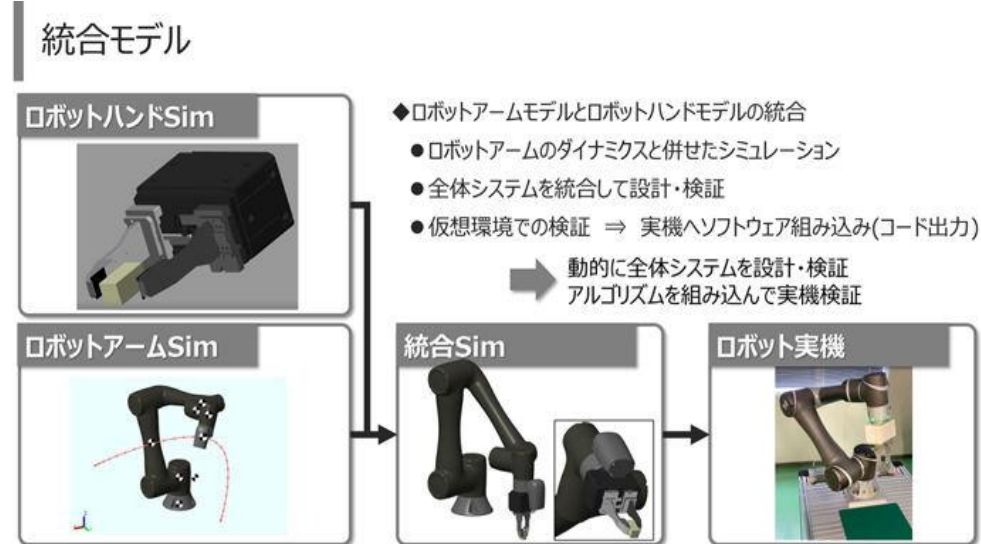 統合モデル
ロボットハンドSim
◆ロボットアームモデルとロボットハンドモデルの統合
●ロボットアームのダイナミクスと併せたシミュレーション
●全体システムを統合して設計・検証
●仮想環境での検証 ⇒ 実機へソフトウェア組み込み(コード出力)
動的に全体システムを設計・検証
アルゴリズムを組み込んで実機検証
ロボットアームSim
統合Sim
ロボット実機